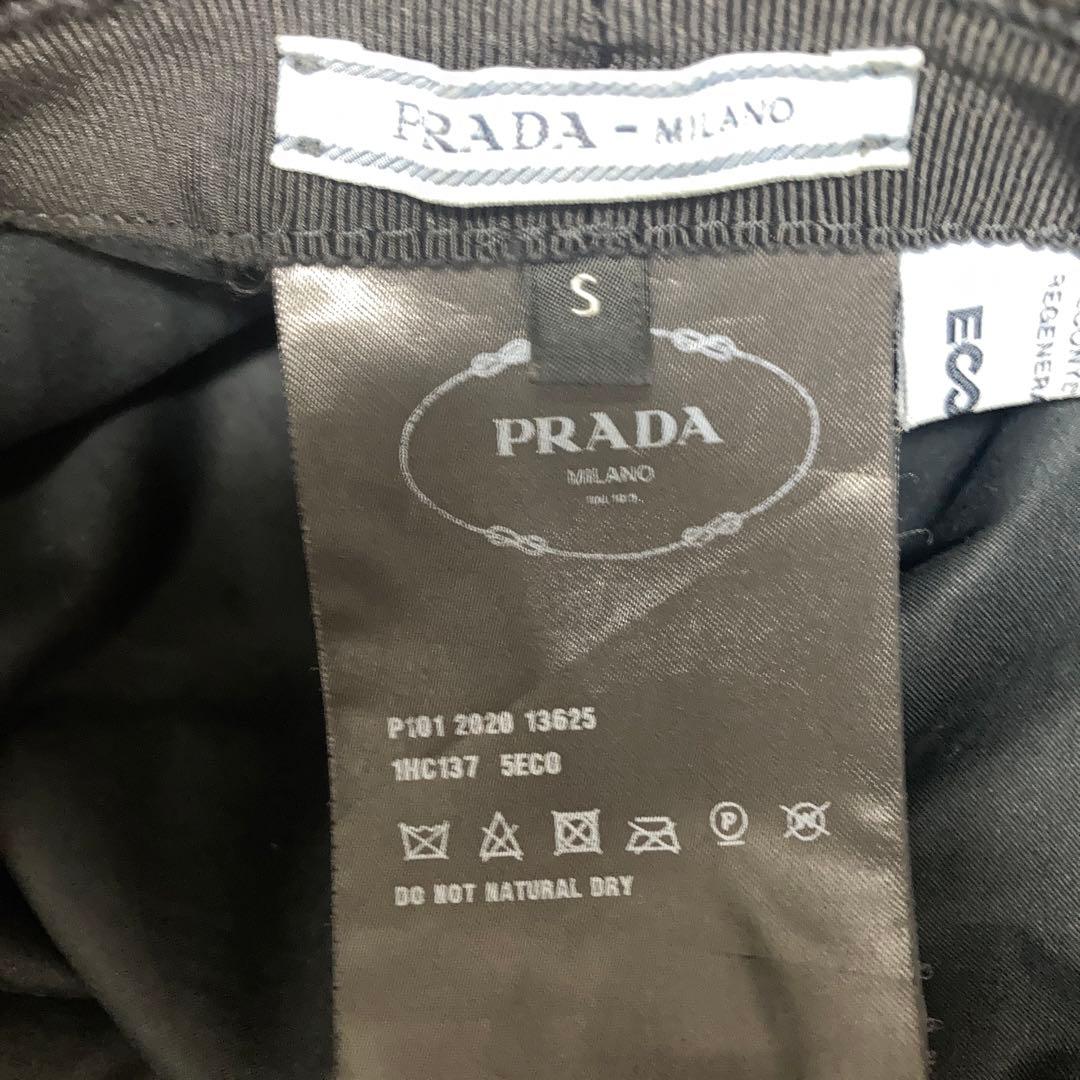 PRADA - MILANO
S
PRADA
MILANO
P101 2020 13625
1HC137 5ECO
P
W
DO NOT NATURAL DRY